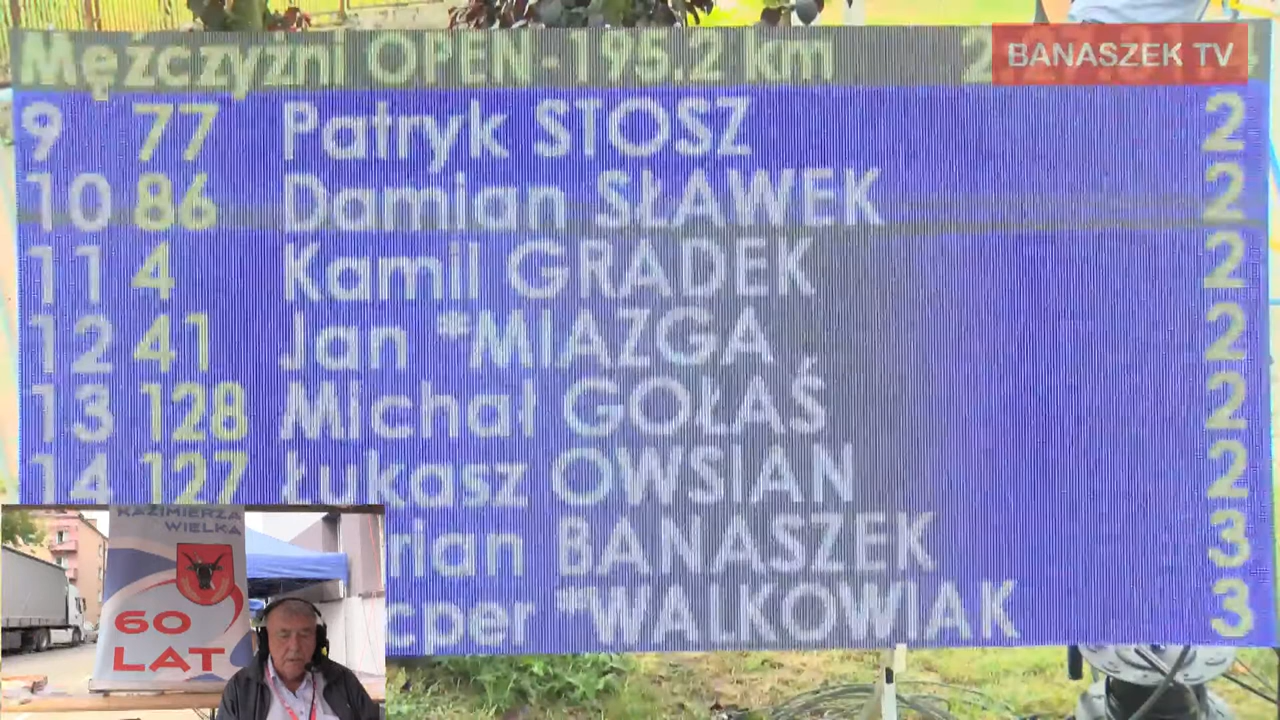 Mężczyźni OPEN - 195.2 km
BANASZEK TV
9 77 Patryk STOSZ 2
10 86 Damian SŁAWEK 2
11 4 Kamil GRADEK 2
12 41 Jan *MIAZGA 2
13 128 Michał GOŁAŚ 2
14 127 Łukasz OWSIAN 2
rian BANASZEK 3
cper *WALKOWIAK 3
KAZIMIERZA
WIELKA
60
LAT